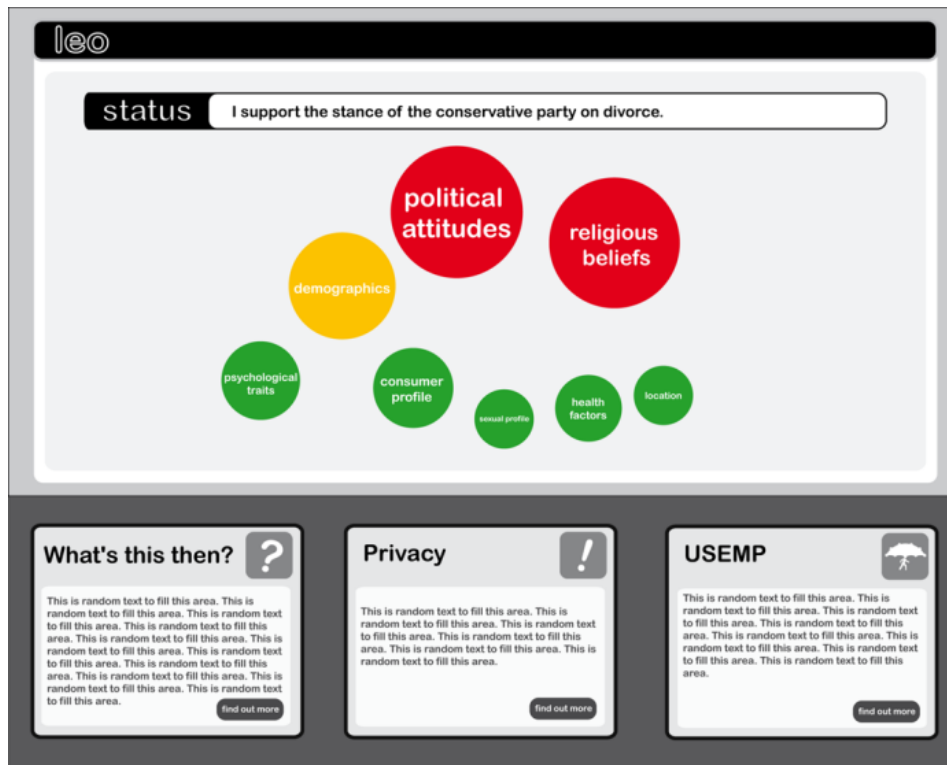 leo
status
I support the stance of the conservative party on divorce.
political
attitudes
religious
beliefs
demographics
psychological
traits
consumer
profile
sexual profile
health
factors
location
What's this then?
?
This is random text to fill this area. This is
random text to fill this area. This is random text
to fill this area. This is random text to fill this
area. This is random text to fill this area. This is
random text to fill this area. This is random text
to fill this area. This is random text to fill this
area. This is random text to fill this area. This is
random text to fill this area. This is random text
to fill this area.
find out more
Privacy
!
This is random text to fill this area. This is
random text to fill this area. This is random text
to fill this area. This is random text to fill this
area. This is random text to fill this area. This is
random text to fill this area.
find out more
USEMP
This is random text to fill this area. This is
random text to fill this area. This is random text
to fill this area. This is random text to fill this
area. This is random text to fill this area. This is
random text to fill this area. This is random text
to fill this area. This is random text to fill this
area.
find out more